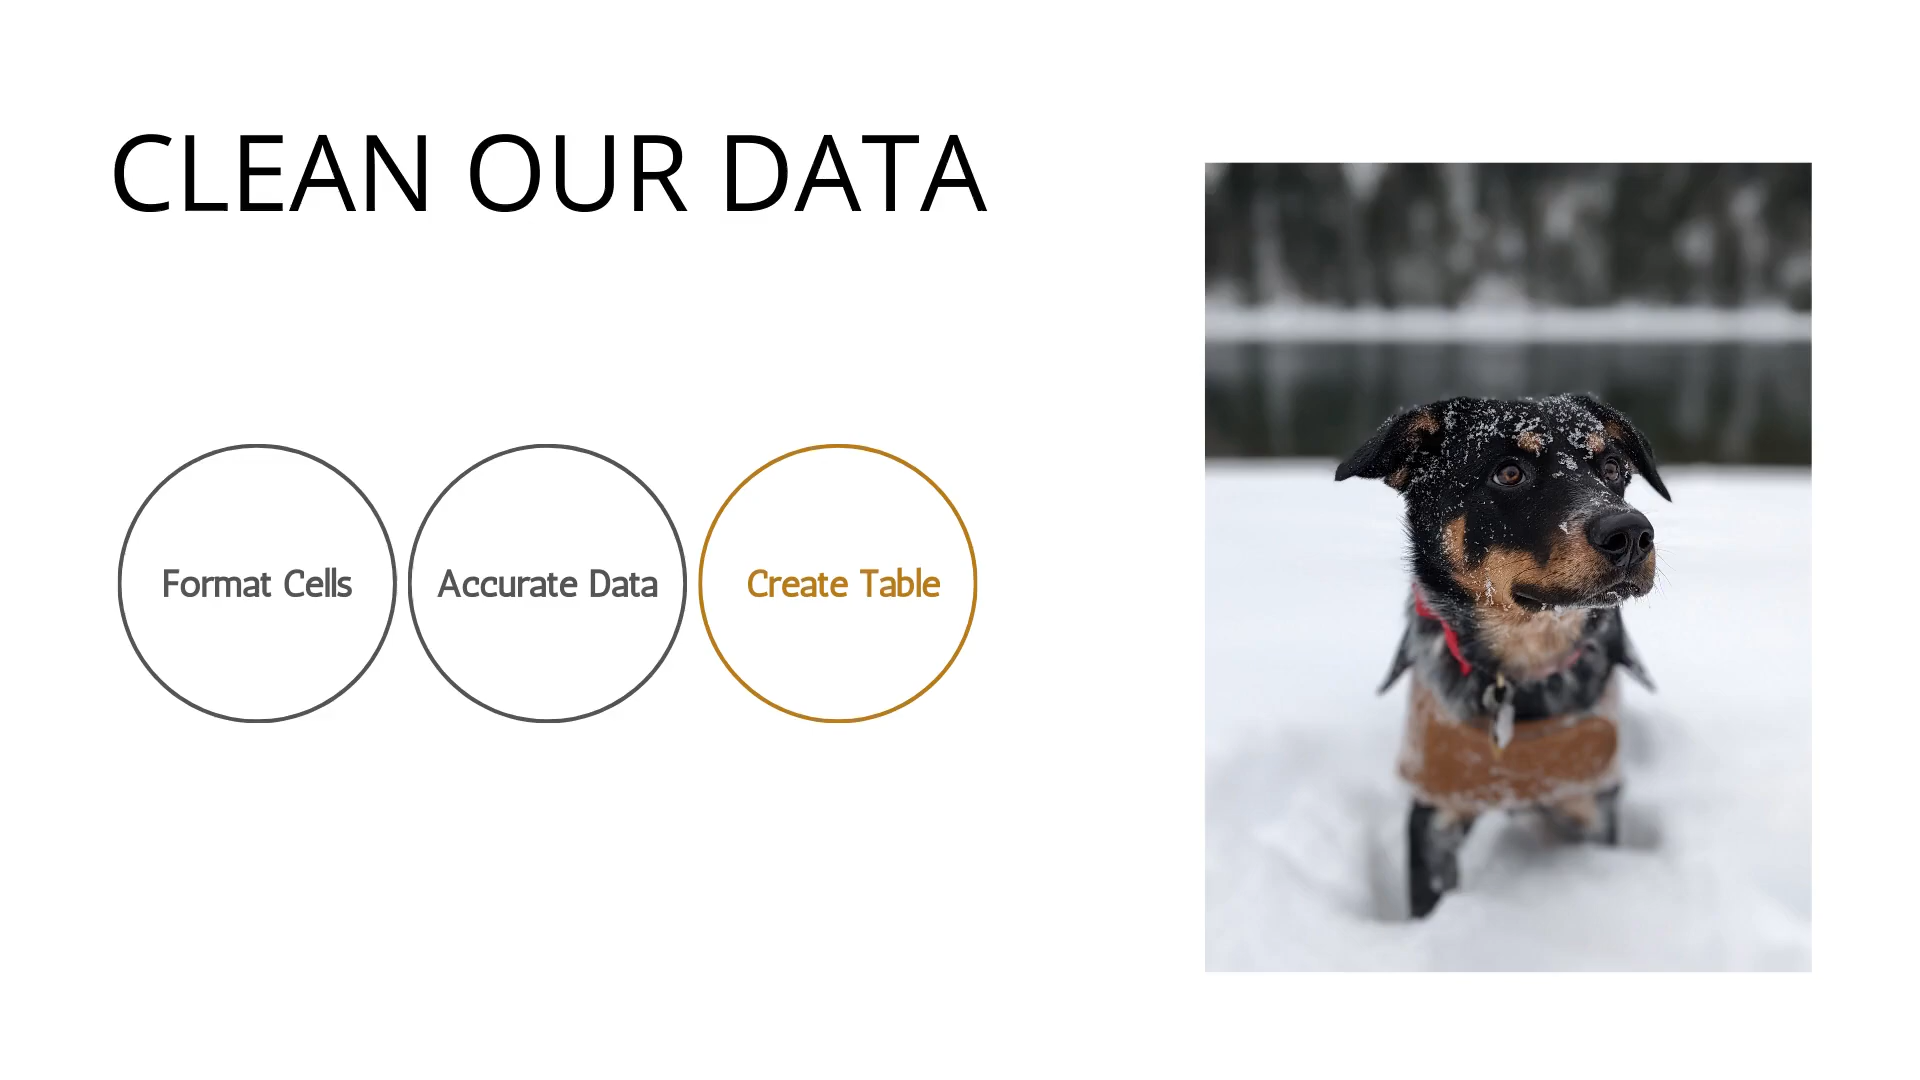 CLEAN OUR DATA
Format Cells
Accurate Data
Create Table